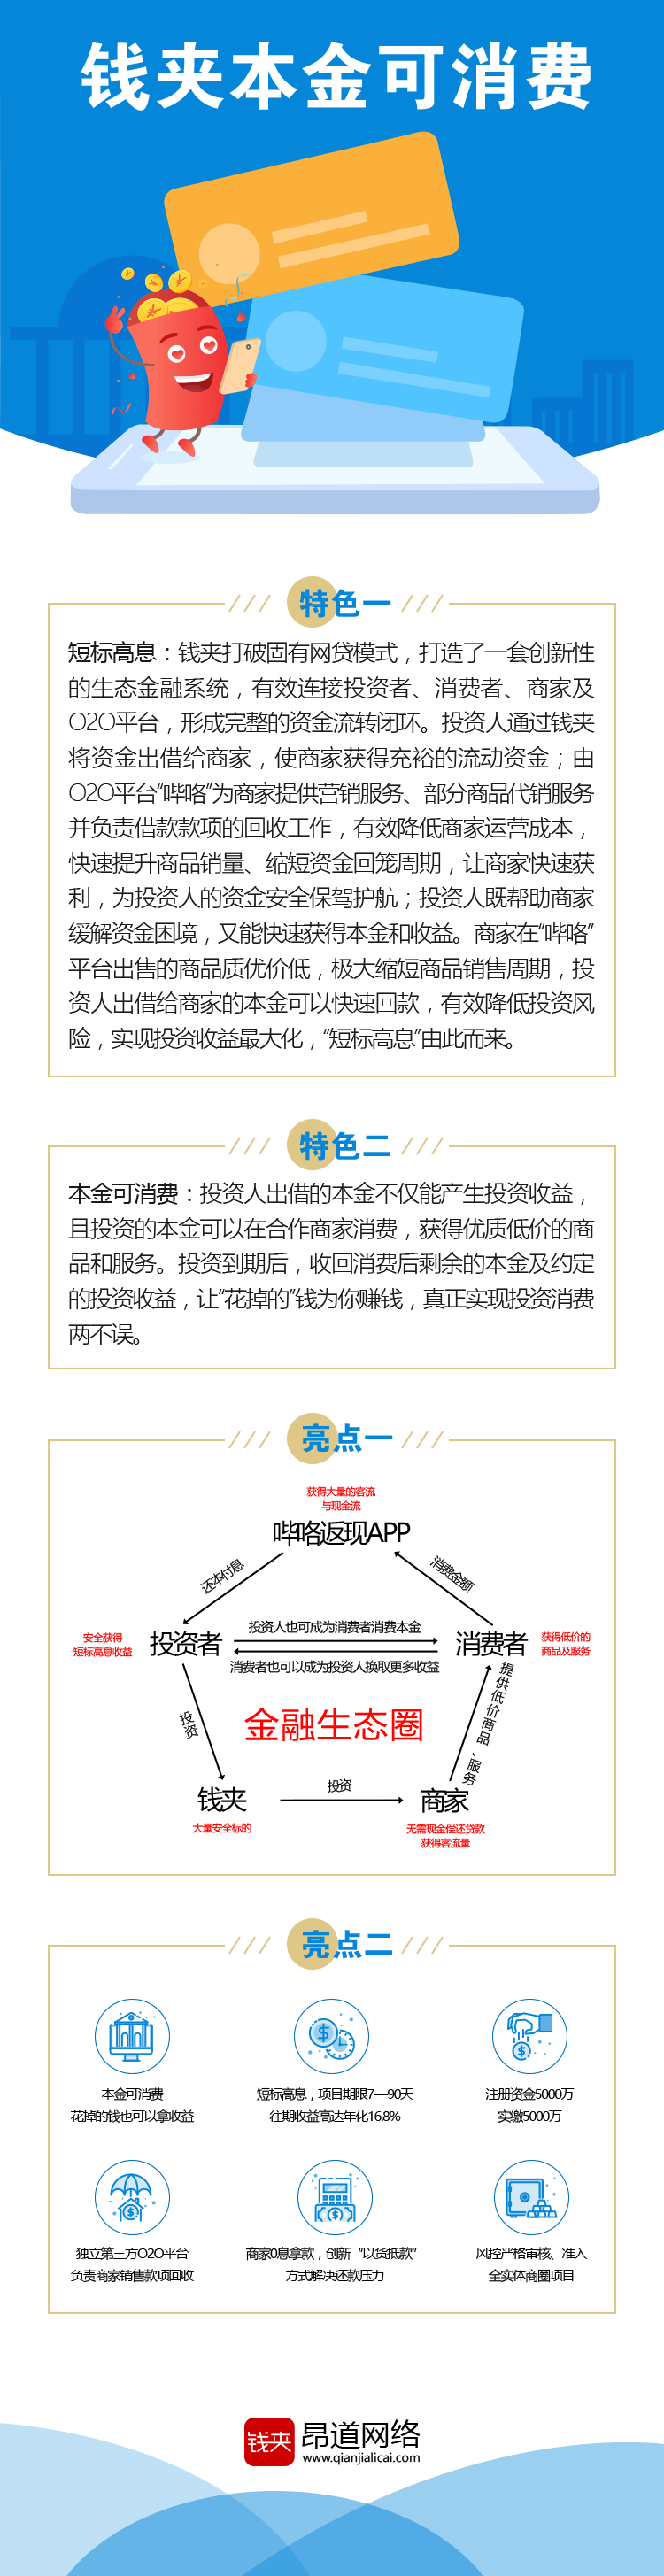 钱夹本金可消费
特色一
短标高息：钱夹打破固有网贷模式，打造了一套创新性
的生态金融系统，有效连接投资者、消费者、商家及
O2O平台，形成完整的资金流转闭环。投资人通过钱夹
将资金出借给商家，使商家获得充裕的流动资金；由
O2O平台“哔咯”为商家提供营销服务、部分商品代销服务
并负责借款款项的回收工作，有效降低商家运营成本，
快速提升商品销量、缩短资金回笼周期，让商家快速获
利，为投资人的资金安全保驾护航；投资人既帮助商家
缓解资金困境，又能快速获得本金和收益。商家在“哔咯”
平台出售的商品质优价低，极大缩短商品销售周期，投
资人出借给商家的本金可以快速回款，有效降低投资风
险，实现投资收益最大化，“短标高息”由此而来。
特色二
本金可消费：投资人出借的本金不仅能产生投资收益，
且投资的本金可以在合作商家消费，获得优质低价的商
品和服务。投资到期后，收回消费后剩余的本金及约定
的投资收益，让“花掉的”钱为你赚钱，真正实现投资消费
两不误。
亮点一
获得大量的客流
与现金流
哔咯返现APP
还本付息
消费金额
安全获得
短标高息收益
投资者
投资人也可成为消费者消费本金
消费者也可以成为投资人换取更多收益
消费者
获得低价的
商品及服务
投资
金融生态圈
提供低价商品、服务
钱夹
投资
商家
大量安全标的
无需现金偿还贷款
获得客流量
亮点二
本金可消费
花掉的钱也可以拿收益
短标高息，项目期限7—90天
往期收益高达年化16.8%
注册资金5000万
实缴5000万
独立第三方O2O平台
负责商家销售款项回收
商家0息拿款，创新“以货抵款”
方式解决还款压力
风控严格审核、准入
全实体商圈项目
钱夹
昂道网络
www.qianjialicai.com